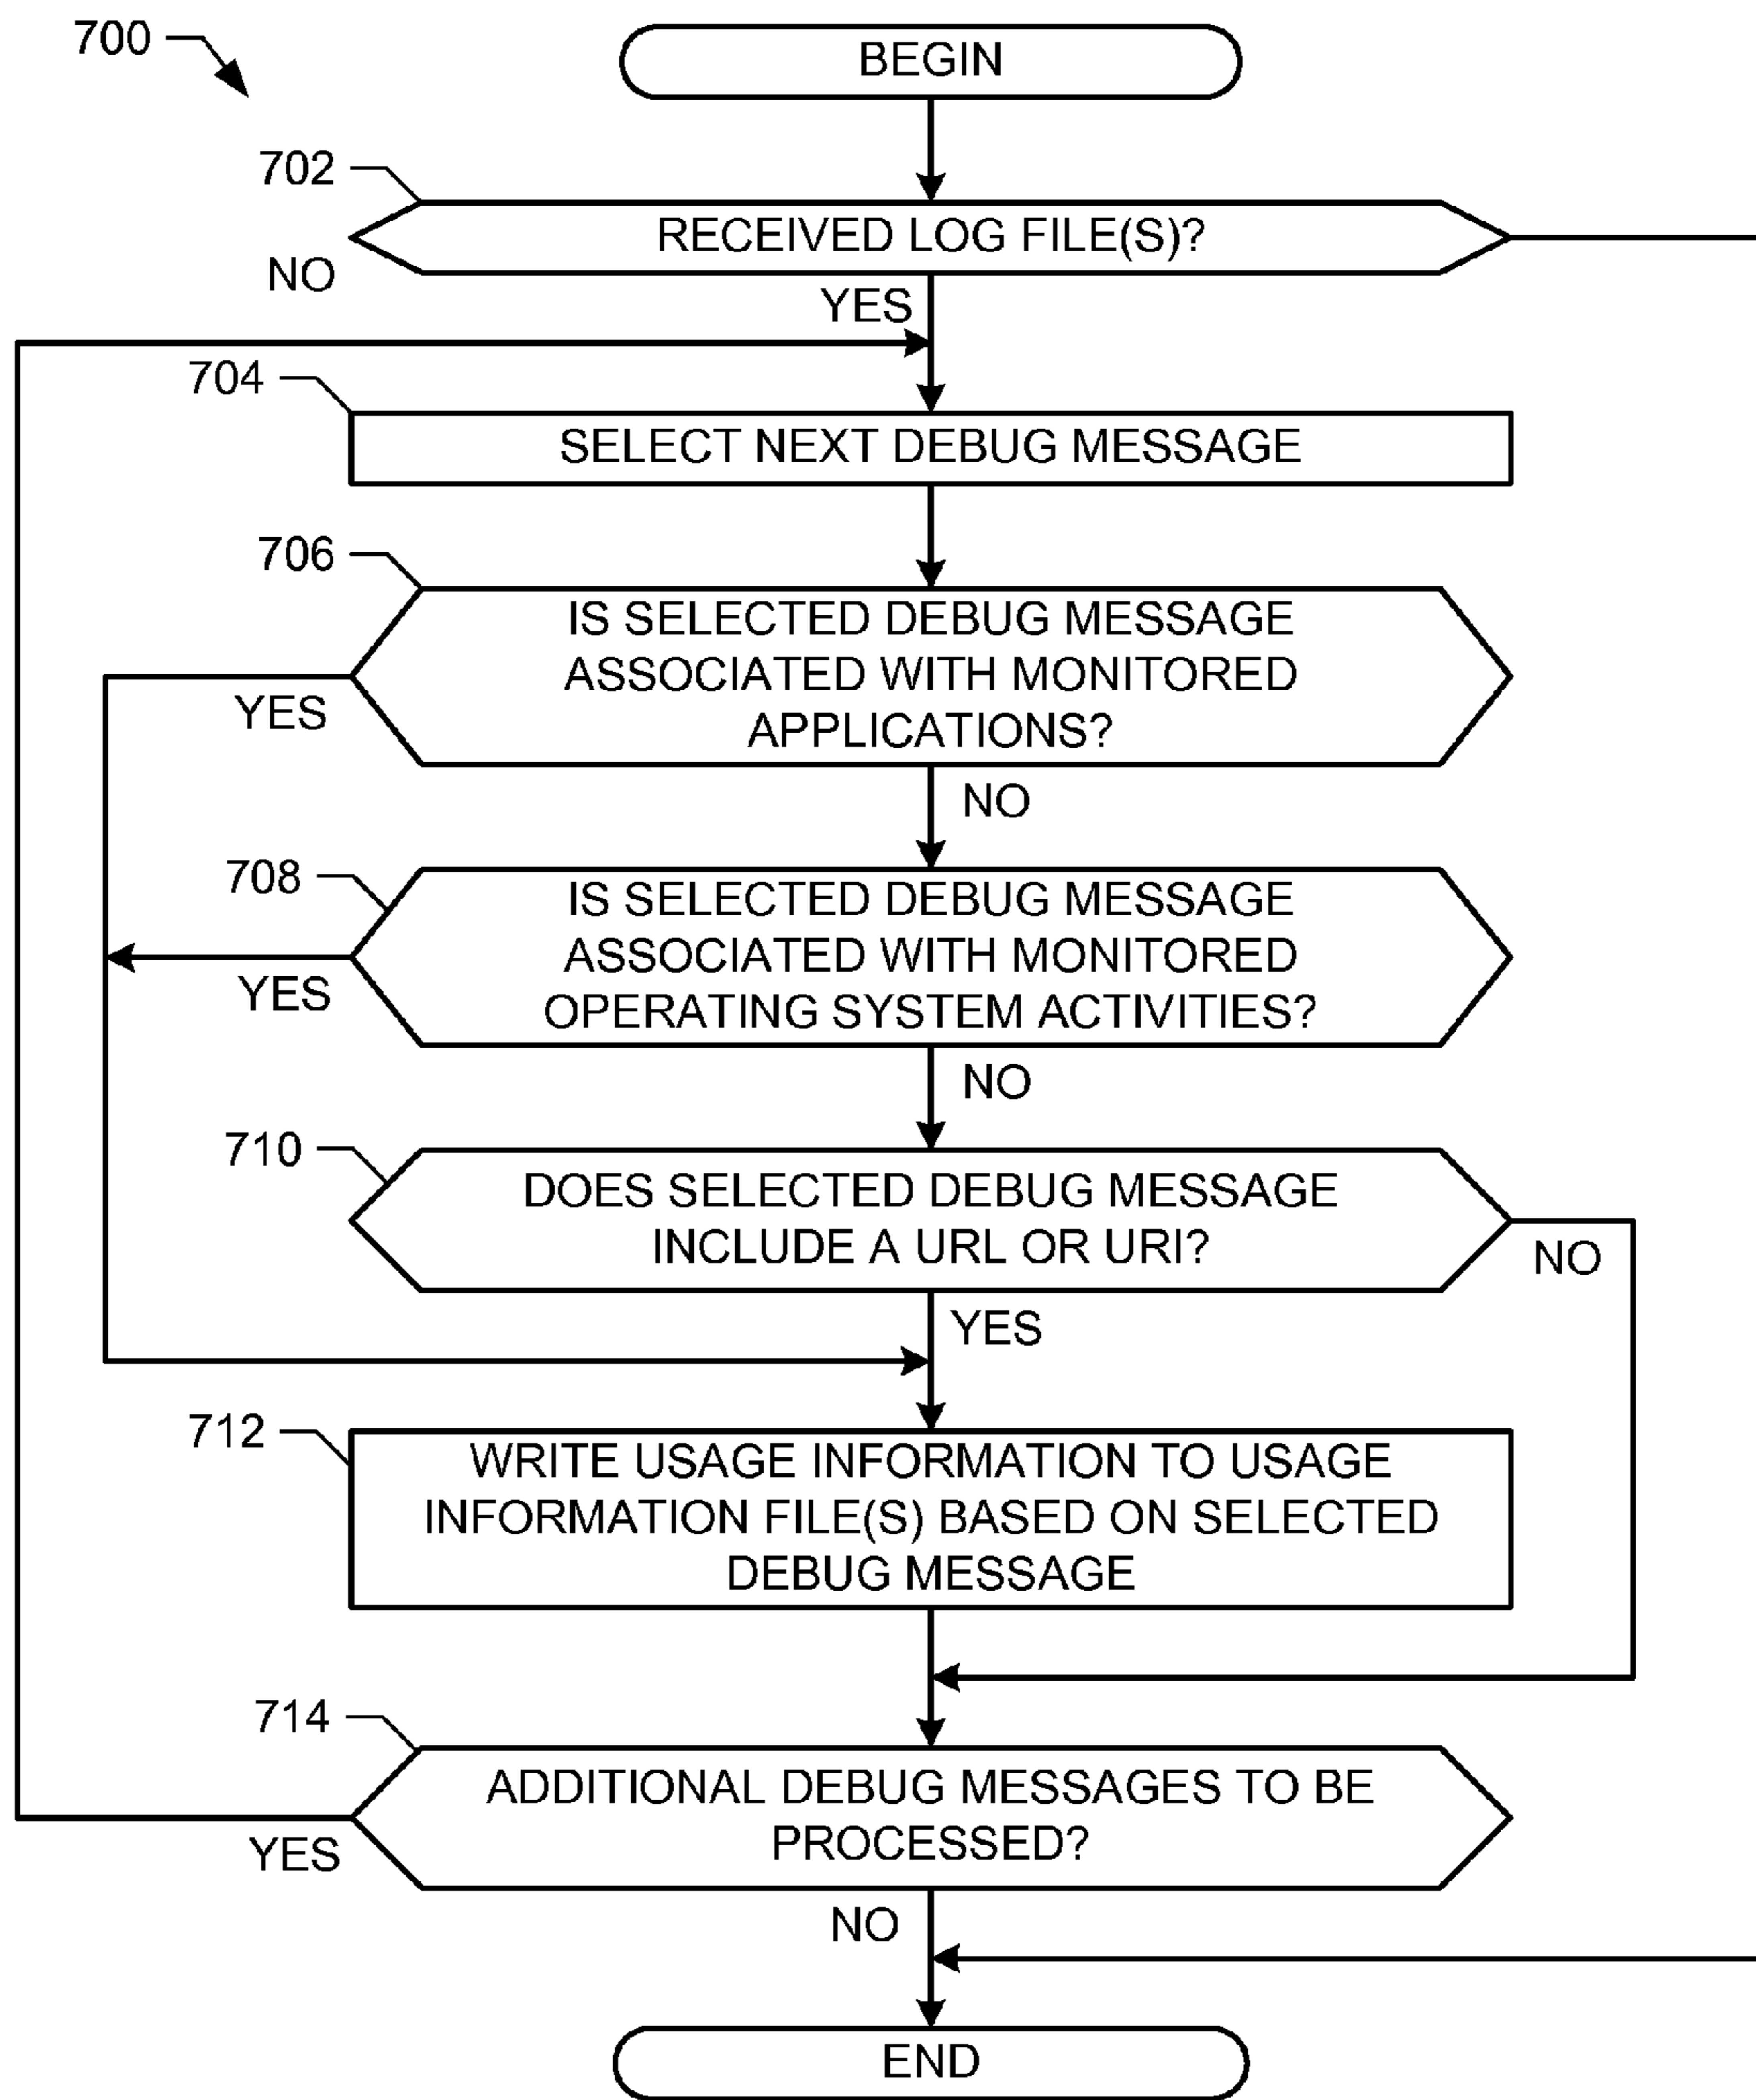 700
BEGIN
702
RECEIVED LOG FILE(S)?
NO
YES
704
SELECT NEXT DEBUG MESSAGE
706
IS SELECTED DEBUG MESSAGE
ASSOCIATED WITH MONITORED
APPLICATIONS?
YES
NO
708
IS SELECTED DEBUG MESSAGE
ASSOCIATED WITH MONITORED
OPERATING SYSTEM ACTIVITIES?
YES
NO
710
DOES SELECTED DEBUG MESSAGE
INCLUDE A URL OR URI?
NO
YES
712
WRITE USAGE INFORMATION TO USAGE
INFORMATION FILE(S) BASED ON SELECTED
DEBUG MESSAGE
714
ADDITIONAL DEBUG MESSAGES TO BE
PROCESSED?
YES
NO
END